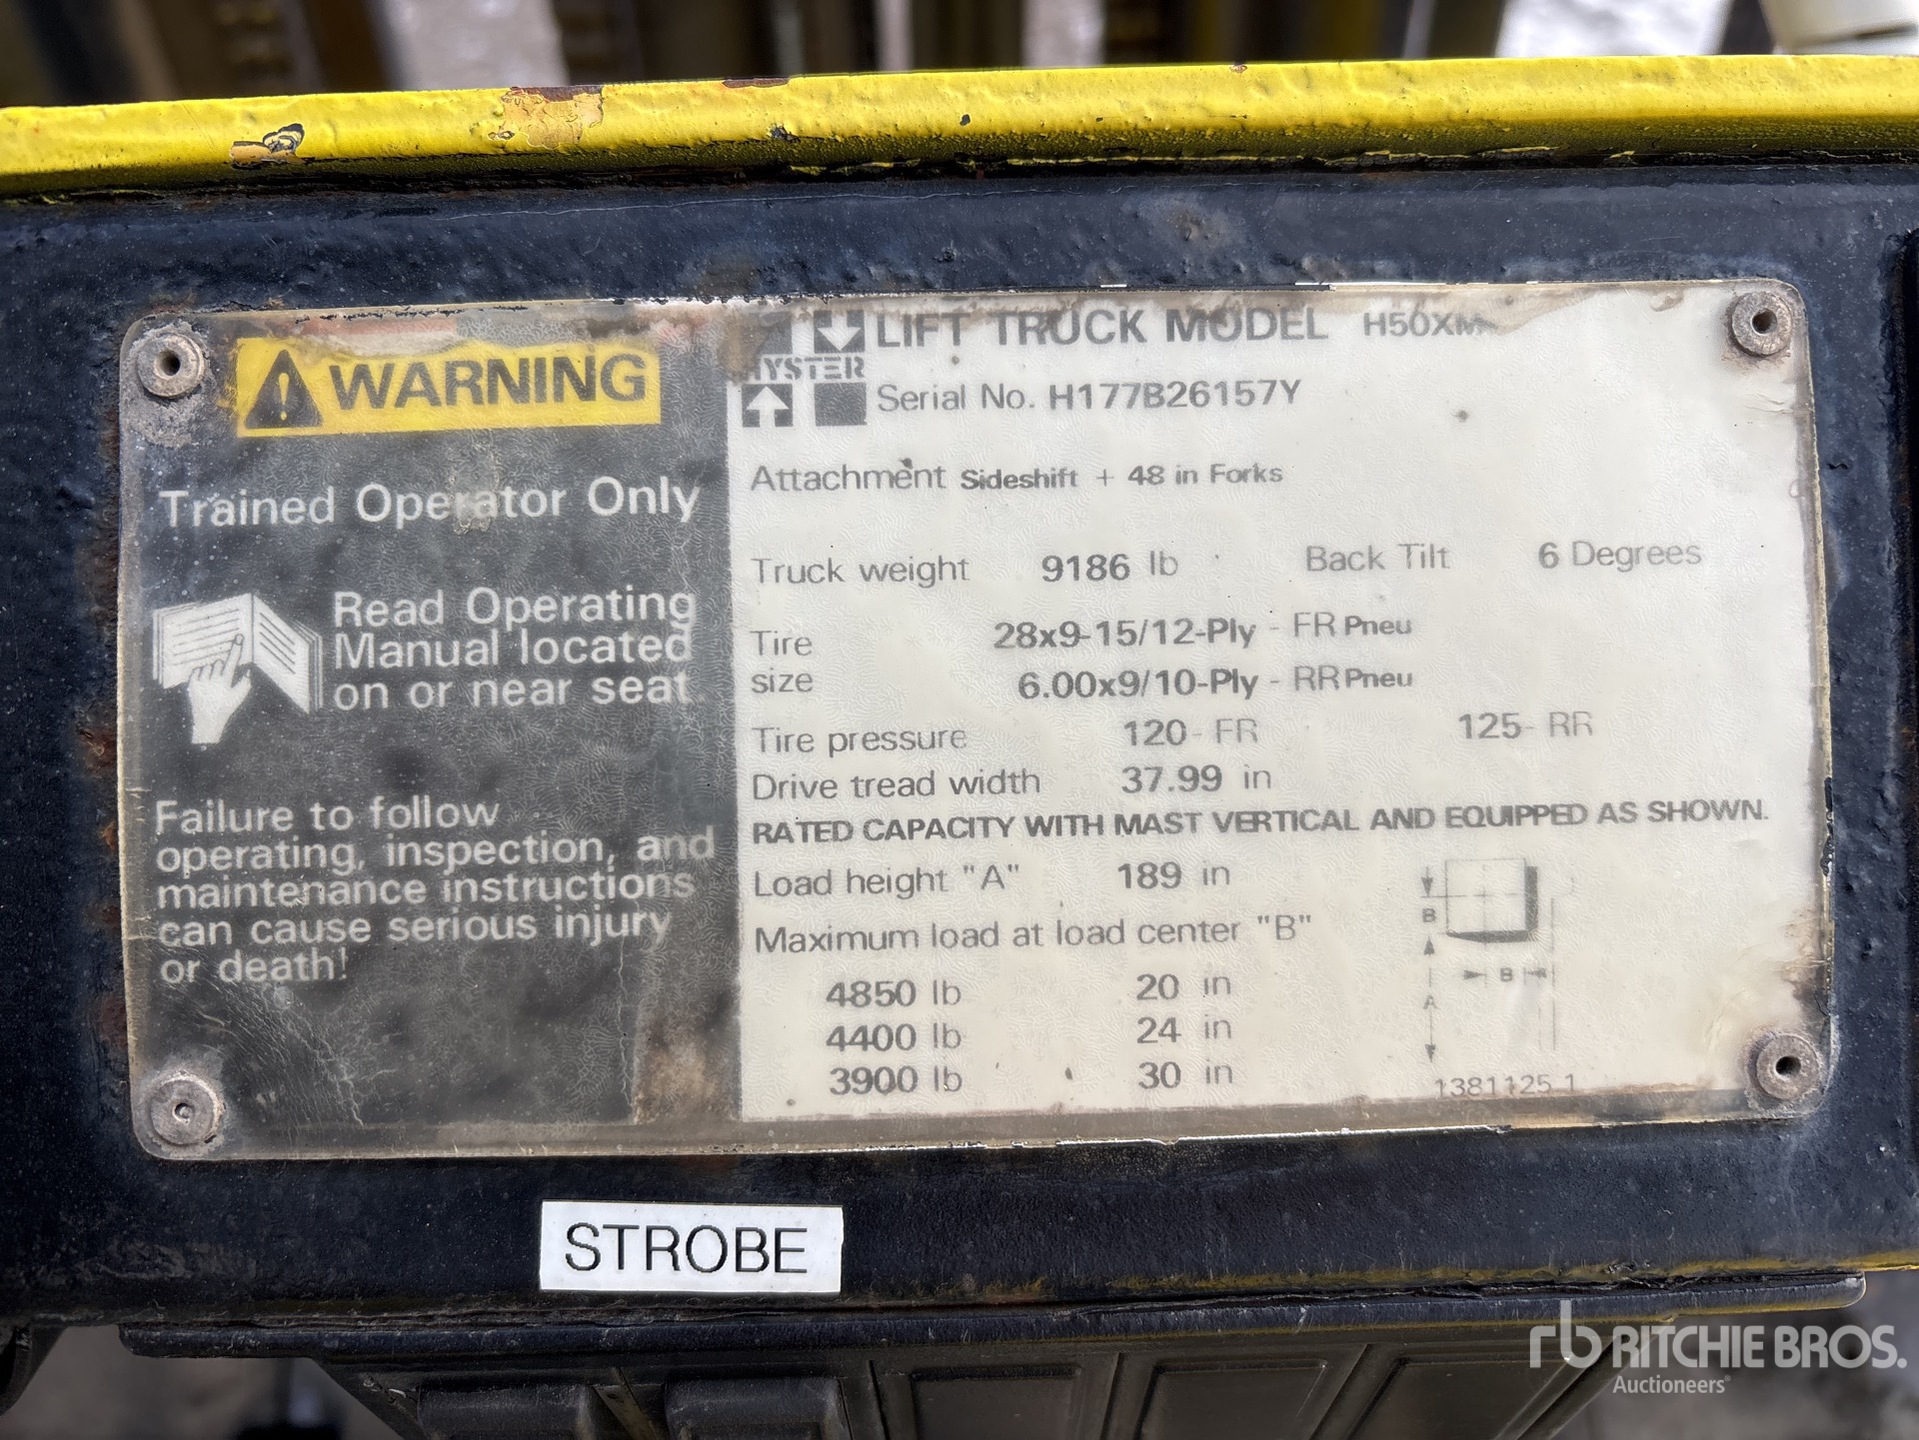 WARNING
Trained Operator Only
Read Operating
Manual located
on or near seat
Failure to follow
operating, inspection, and
maintenance instructions
can cause serious injury
or death!
HYSTER
LIFT TRUCK MODEL H50XM
Serial No. H177B26157Y
Attachment Sideshift + 48 in Forks
Truck weight 9186 lb Back Tilt 6 Degrees
Tire 28x9-15/12-Ply - FR Pneu
size 6.00x9/10-Ply - RR Pneu
Tire pressure 120- FR 125- RR
Drive tread width 37.99 in
RATED CAPACITY WITH MAST VERTICAL AND EQUIPPED AS SHOWN.
Load height "A" 189 in
Maximum load at load center "B"
4850 lb 20 in
4400 lb 24 in
3900 lb 30 in
B
B
A
1381125 1
STROBE
rb RITCHIE BROS.
Auctioneers